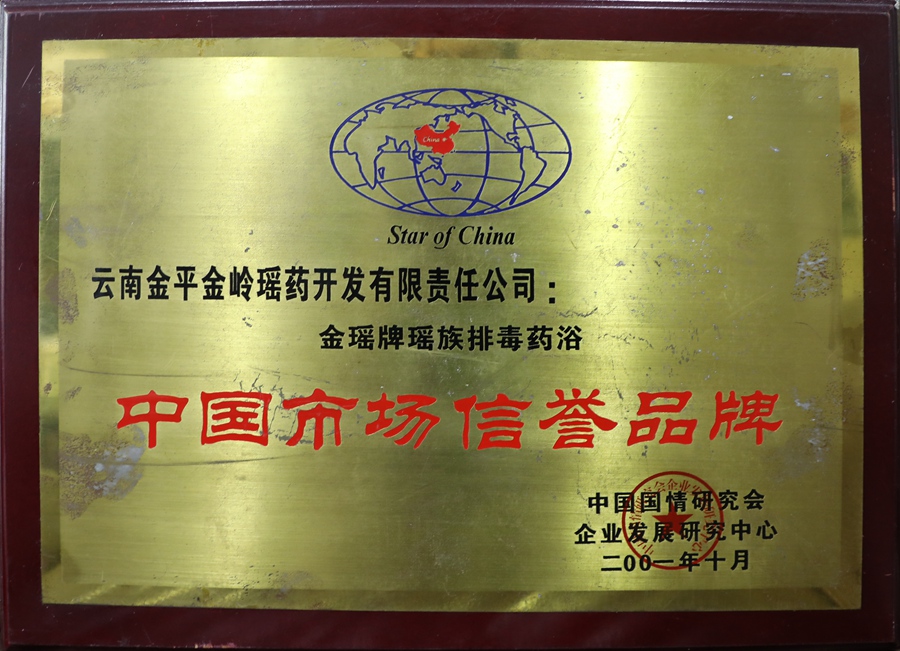 China
Star of China
云南金平金岭瑶药开发有限责任公司：
金瑶牌瑶族排毒药浴
中国市场信誉品牌
中国国情研究会
企业发展研究中心
二00一年十月